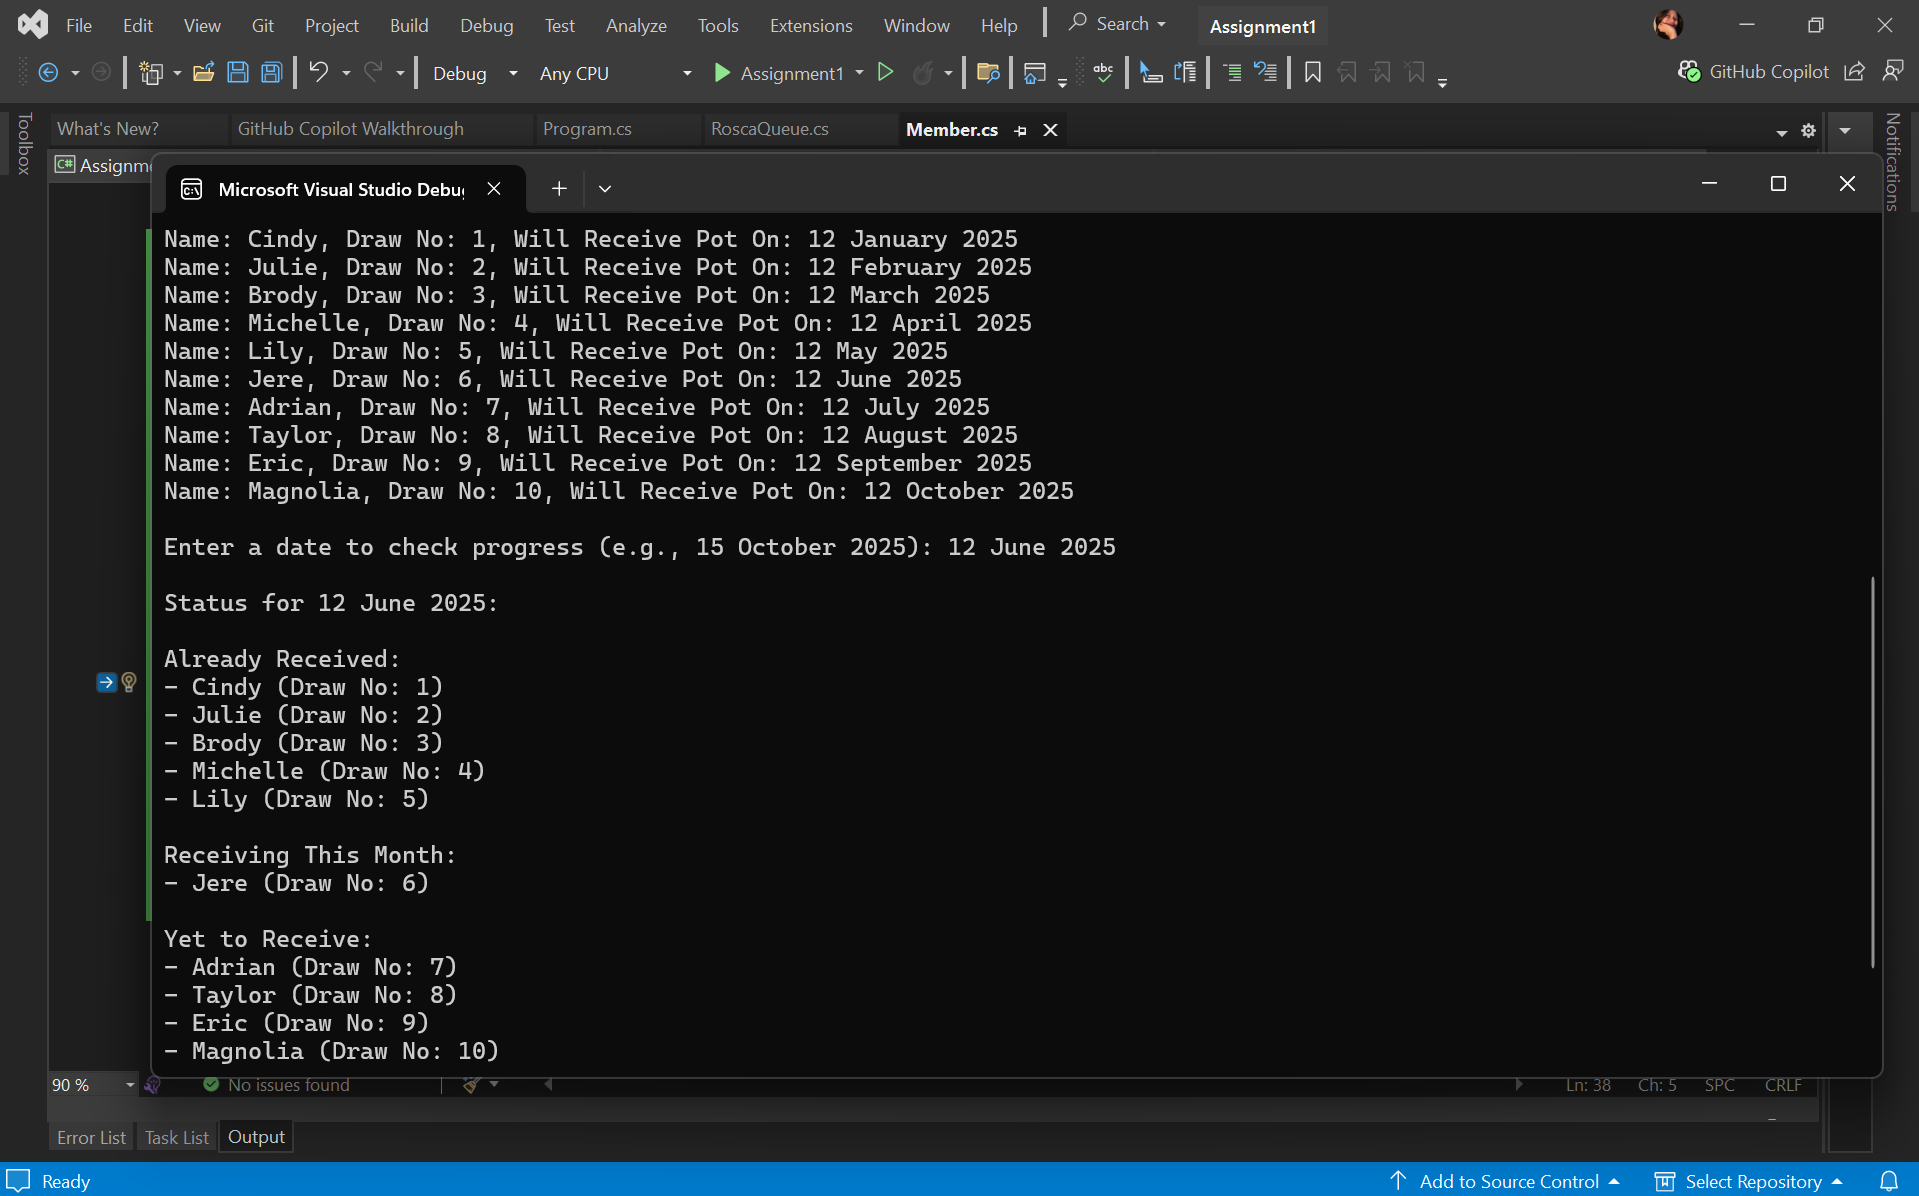 File Edit View Git Project Build Debug Test Analyze Tools Extensions Window Help Search Assignment1
Debug Any CPU Assignment1 abc GitHub Copilot
Toolbox
What's New? GitHub Copilot Walkthrough Program.cs RoscaQueue.cs Member.cs
Notifications
C# Assignme
C:\ Microsoft Visual Studio Debu
Name: Cindy, Draw No: 1, Will Receive Pot On: 12 January 2025
Name: Julie, Draw No: 2, Will Receive Pot On: 12 February 2025
Name: Brody, Draw No: 3, Will Receive Pot On: 12 March 2025
Name: Michelle, Draw No: 4, Will Receive Pot On: 12 April 2025
Name: Lily, Draw No: 5, Will Receive Pot On: 12 May 2025
Name: Jere, Draw No: 6, Will Receive Pot On: 12 June 2025
Name: Adrian, Draw No: 7, Will Receive Pot On: 12 July 2025
Name: Taylor, Draw No: 8, Will Receive Pot On: 12 August 2025
Name: Eric, Draw No: 9, Will Receive Pot On: 12 September 2025
Name: Magnolia, Draw No: 10, Will Receive Pot On: 12 October 2025
Enter a date to check progress (e.g., 15 October 2025): 12 June 2025
Status for 12 June 2025:
Already Received:
- Cindy (Draw No: 1)
- Julie (Draw No: 2)
- Brody (Draw No: 3)
- Michelle (Draw No: 4)
- Lily (Draw No: 5)
Receiving This Month:
- Jere (Draw No: 6)
Yet to Receive:
- Adrian (Draw No: 7)
- Taylor (Draw No: 8)
- Eric (Draw No: 9)
- Magnolia (Draw No: 10)
90 % No issues found Ln: 38 Ch: 5 SPC CRLF
Error List Task List Output
Ready Add to Source Control Select Repository